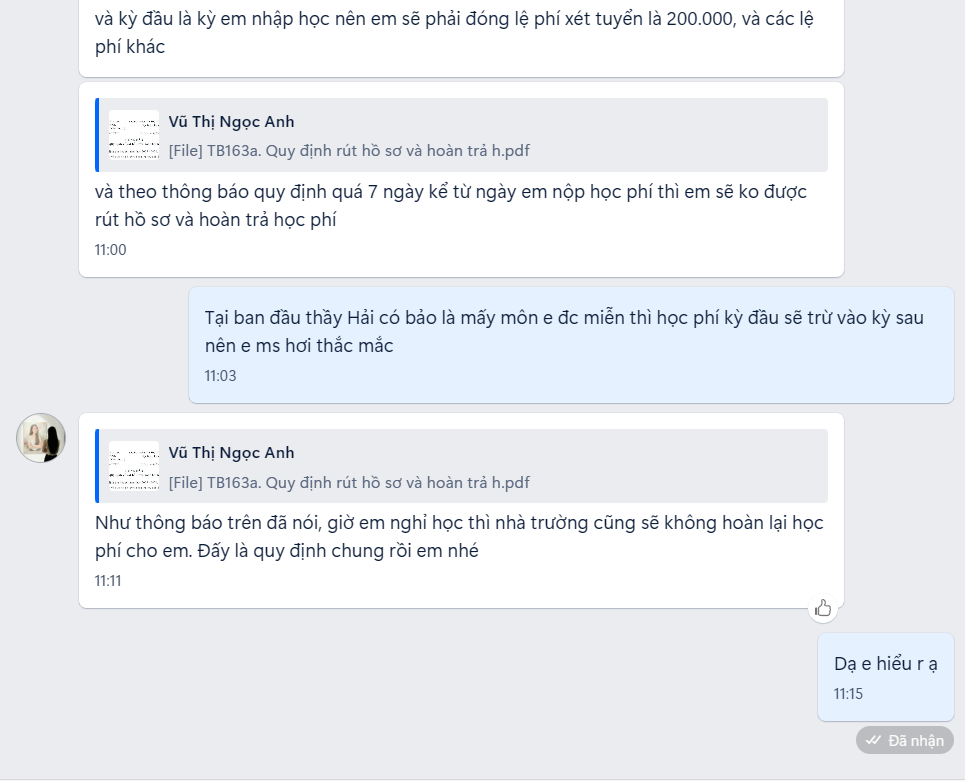 và kỳ đầu là kỳ em nhập học nên em sẽ phải đóng lệ phí xét tuyển là 200.000, và các lệ
phí khác
Vũ Thị Ngọc Anh
[File] TB163a. Quy định rút hồ sơ và hoàn trả h.pdf
và theo thông báo quy định quá 7 ngày kể từ ngày em nộp học phí thì em sẽ ko được
rút hồ sơ và hoàn trả học phí
11:00
Tại ban đầu thầy Hải có bảo là mấy môn e đc miễn thì học phí kỳ đầu sẽ trừ vào kỳ sau
nên e ms hơi thắc mắc
11:03
Vũ Thị Ngọc Anh
[File] TB163a. Quy định rút hồ sơ và hoàn trả h.pdf
Như thông báo trên đã nói, giờ em nghỉ học thì nhà trường cũng sẽ không hoàn lại học
phí cho em. Đấy là quy định chung rồi em nhé
11:11
Dạ e hiểu r ạ
11:15
Đã nhận